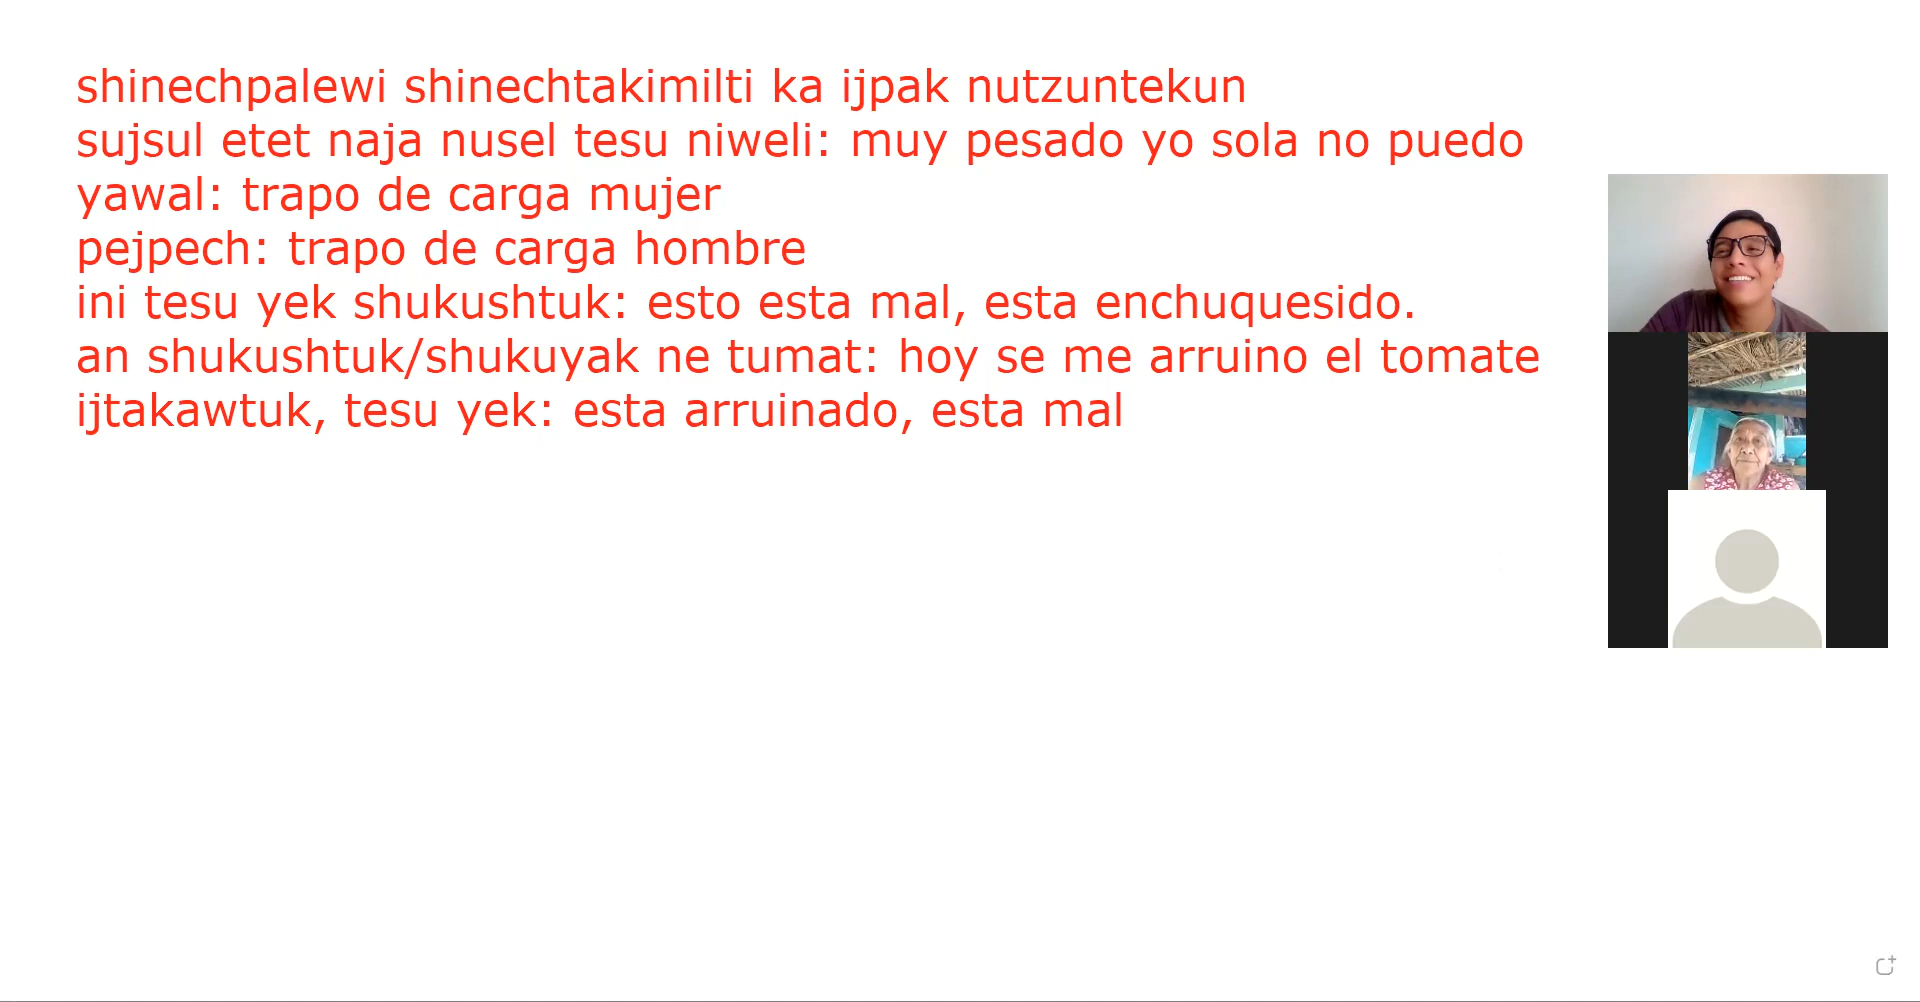 shinechpalewi shinechtakimilti ka ijpak nutzuntekun
sujsul etet naja nusel tesu niweli: muy pesado yo sola no puedo
yawal: trapo de carga mujer
pejpech: trapo de carga hombre
ini tesu yek shukushtuk: esto esta mal, esta enchuquesido.
an shukushtuk/shukuyak ne tumat: hoy se me arruino el tomate
ijtakawtuk, tesu yek: esta arruinado, esta mal